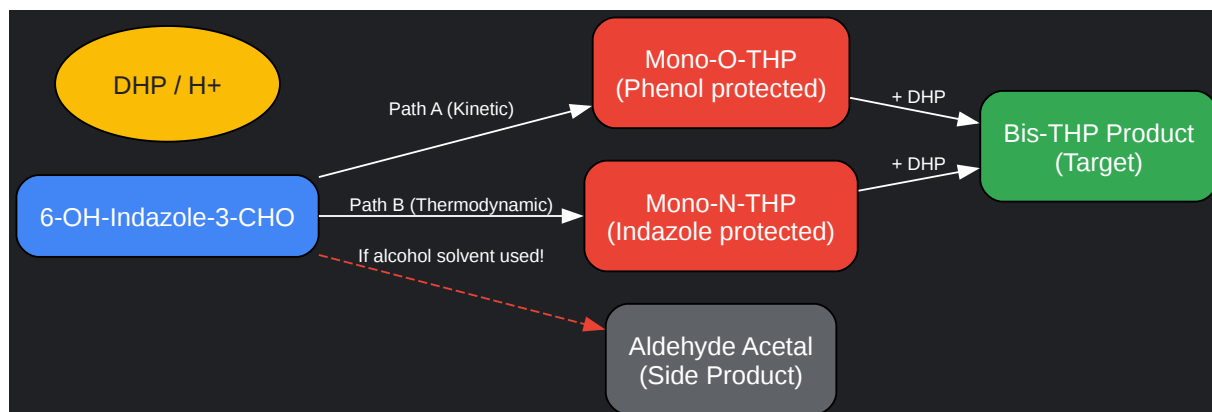 DHP / H+
6-OH-Indazole-3-CHO
Path A (Kinetic)
Path B (Thermodynamic)
If alcohol solvent used!
Mono-O-THP
(Phenol protected)
Mono-N-THP
(Indazole protected)
Aldehyde Acetal
(Side Product)
+ DHP
+ DHP
Bis-THP Product
(Target)